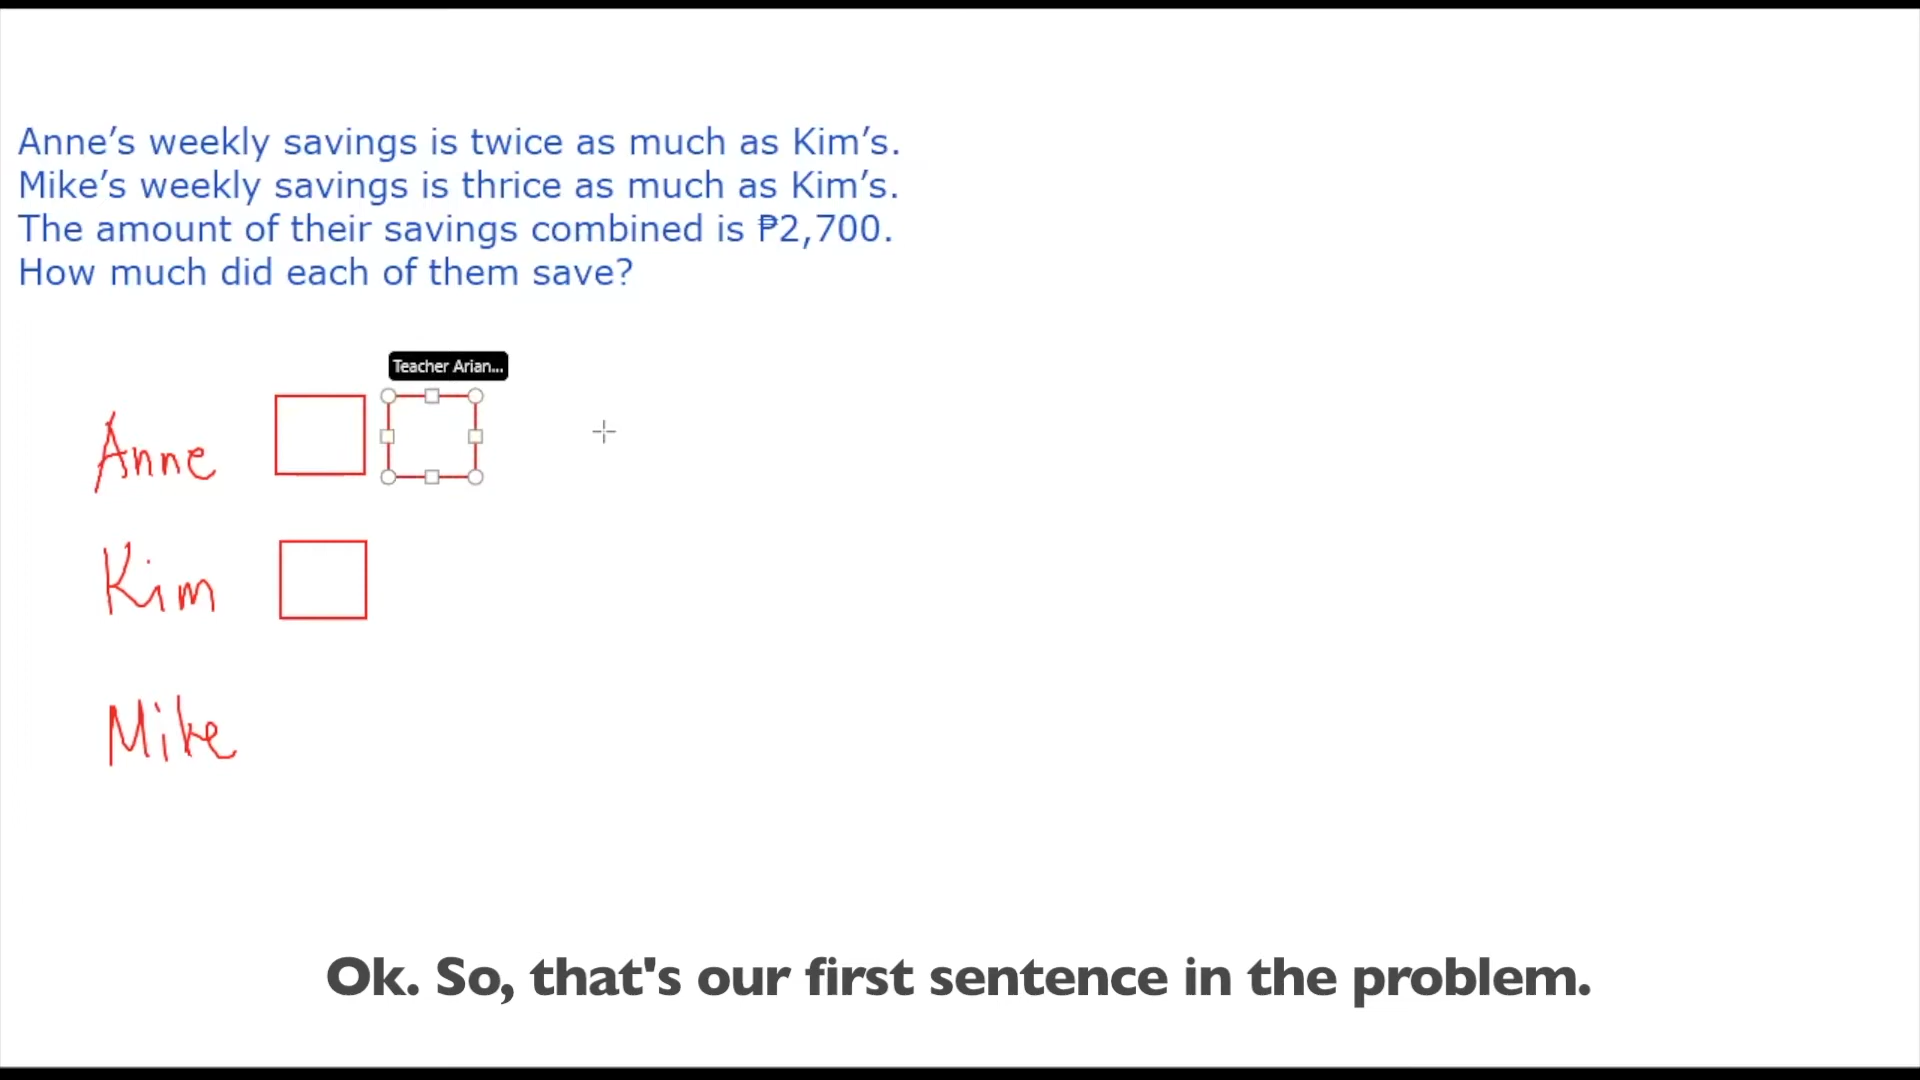 Anne’s weekly savings is twice as much as Kim’s.
Mike’s weekly savings is thrice as much as Kim’s.
The amount of their savings combined is ₱2,700.
How much did each of them save?
Teacher Arian...
Anne
Kim
Mike
Ok. So, that's our first sentence in the problem.